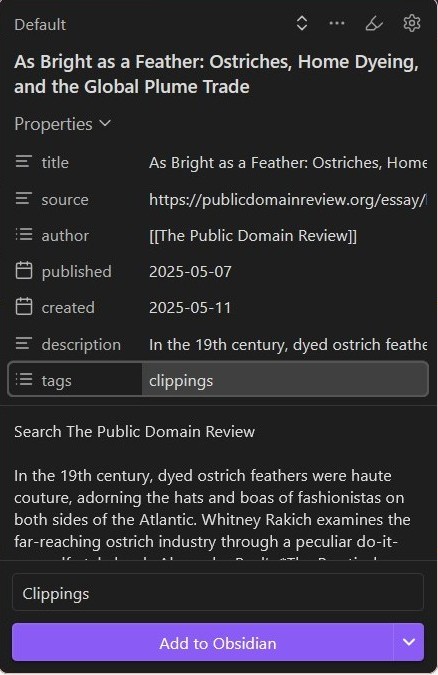 Default
As Bright as a Feather: Ostriches, Home Dyeing,
and the Global Plume Trade
Properties
title As Bright as a Feather: Ostriches, Home
source https://publicdomainreview.org/essay/
author [[The Public Domain Review]]
published 2025-05-07
created 2025-05-11
description In the 19th century, dyed ostrich feathe
tags clippings
Search The Public Domain Review
In the 19th century, dyed ostrich feathers were haute
couture, adorning the hats and boas of fashionistas on
both sides of the Atlantic. Whitney Rakich examines the
far-reaching ostrich industry through a peculiar do-it-
Clippings
Add to Obsidian